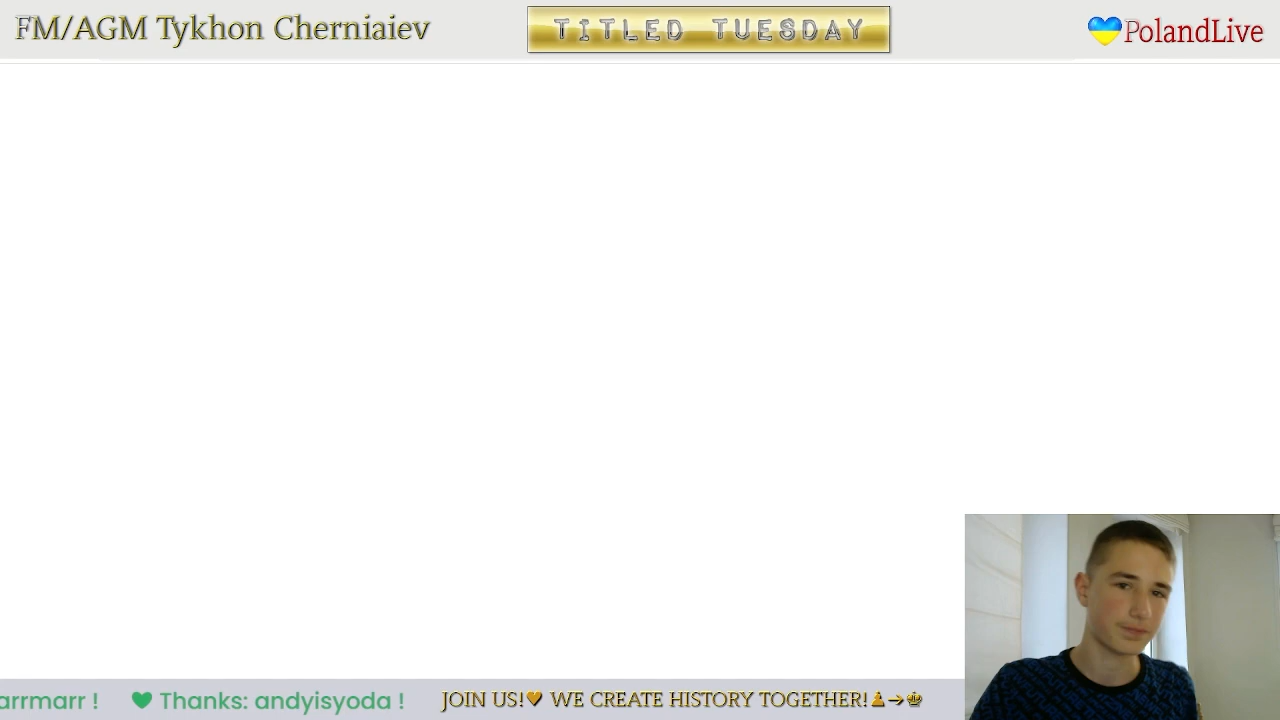 FM/AGM Tykhon Cherniaiev
TITLED TUESDAY
💙PolandLive
arrmarr ! 💚 Thanks: andyisyoda !
JOIN US!🧡 WE CREATE HISTORY TOGETHER!♟➔♚